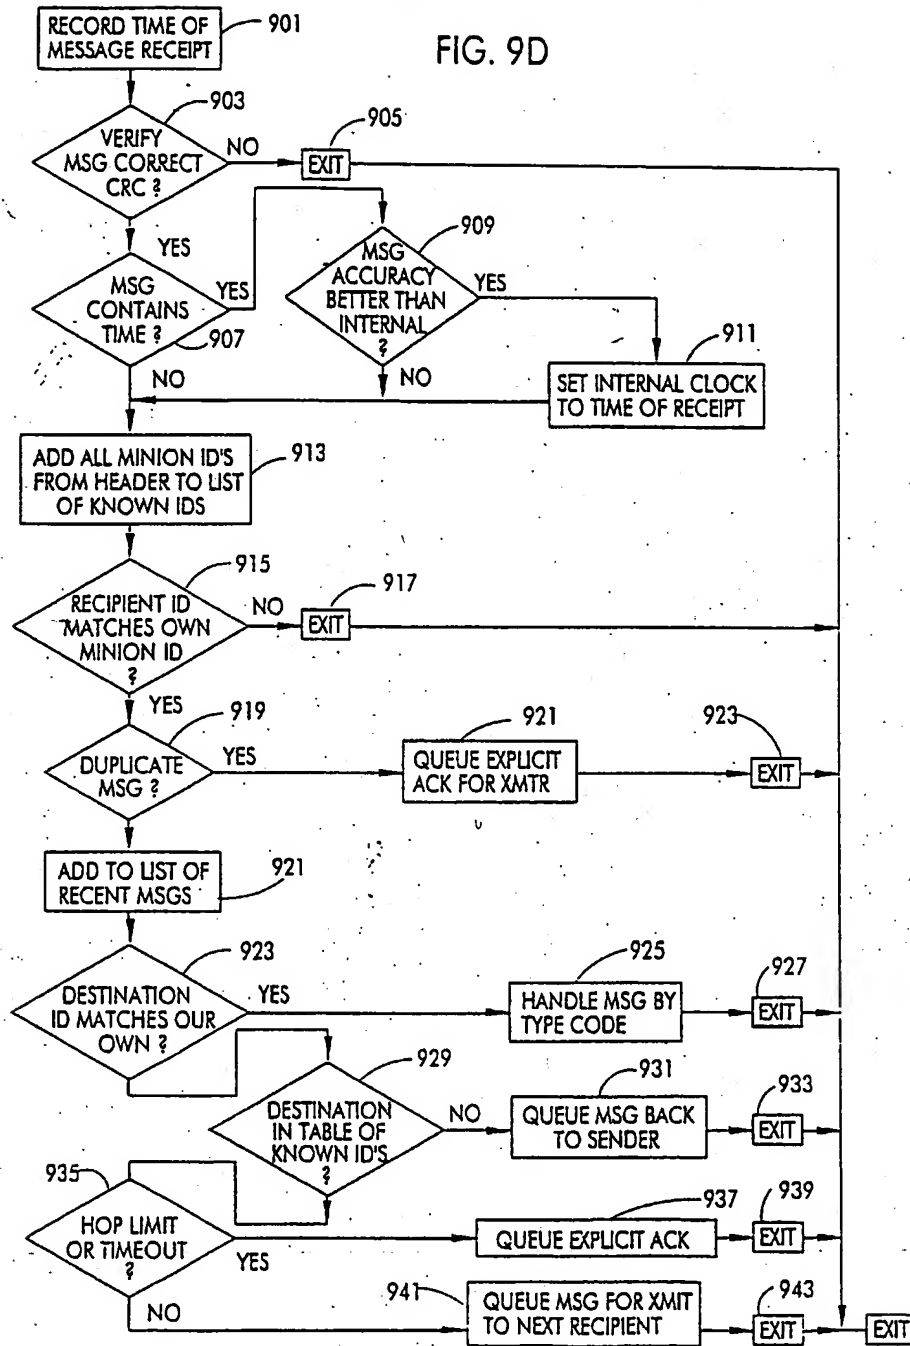 RECORD TIME OF
MESSAGE RECEIPT
901
FIG. 9D
903
VERIFY
MSG CORRECT
CRC ?
NO
905
EXIT
YES
MSG
CONTAINS
TIME ?
907
YES
909
MSG
ACCURACY
BETTER THAN
INTERNAL
?
YES
NO
911
SET INTERNAL CLOCK
TO TIME OF RECEIPT
NO
ADD ALL MINION ID'S
FROM HEADER TO LIST
OF KNOWN IDS
913
915
RECIPIENT ID
MATCHES OWN
MINION ID
?
NO
917
EXIT
YES
919
DUPLICATE
MSG ?
YES
921
QUEUE EXPLICIT
ACK FOR XMTR
923
EXIT
ADD TO LIST OF
RECENT MSGS
921
923
DESTINATION
ID MATCHES OUR
OWN ?
YES
925
HANDLE MSG BY
TYPE CODE
927
EXIT
929
DESTINATION
IN TABLE OF
KNOWN ID'S
?
NO
931
QUEUE MSG BACK
TO SENDER
933
EXIT
935
HOP LIMIT
OR TIMEOUT
?
YES
937
QUEUE EXPLICIT ACK
939
EXIT
NO
941
QUEUE MSG FOR XMIT
TO NEXT RECIPIENT
943
EXIT
EXIT